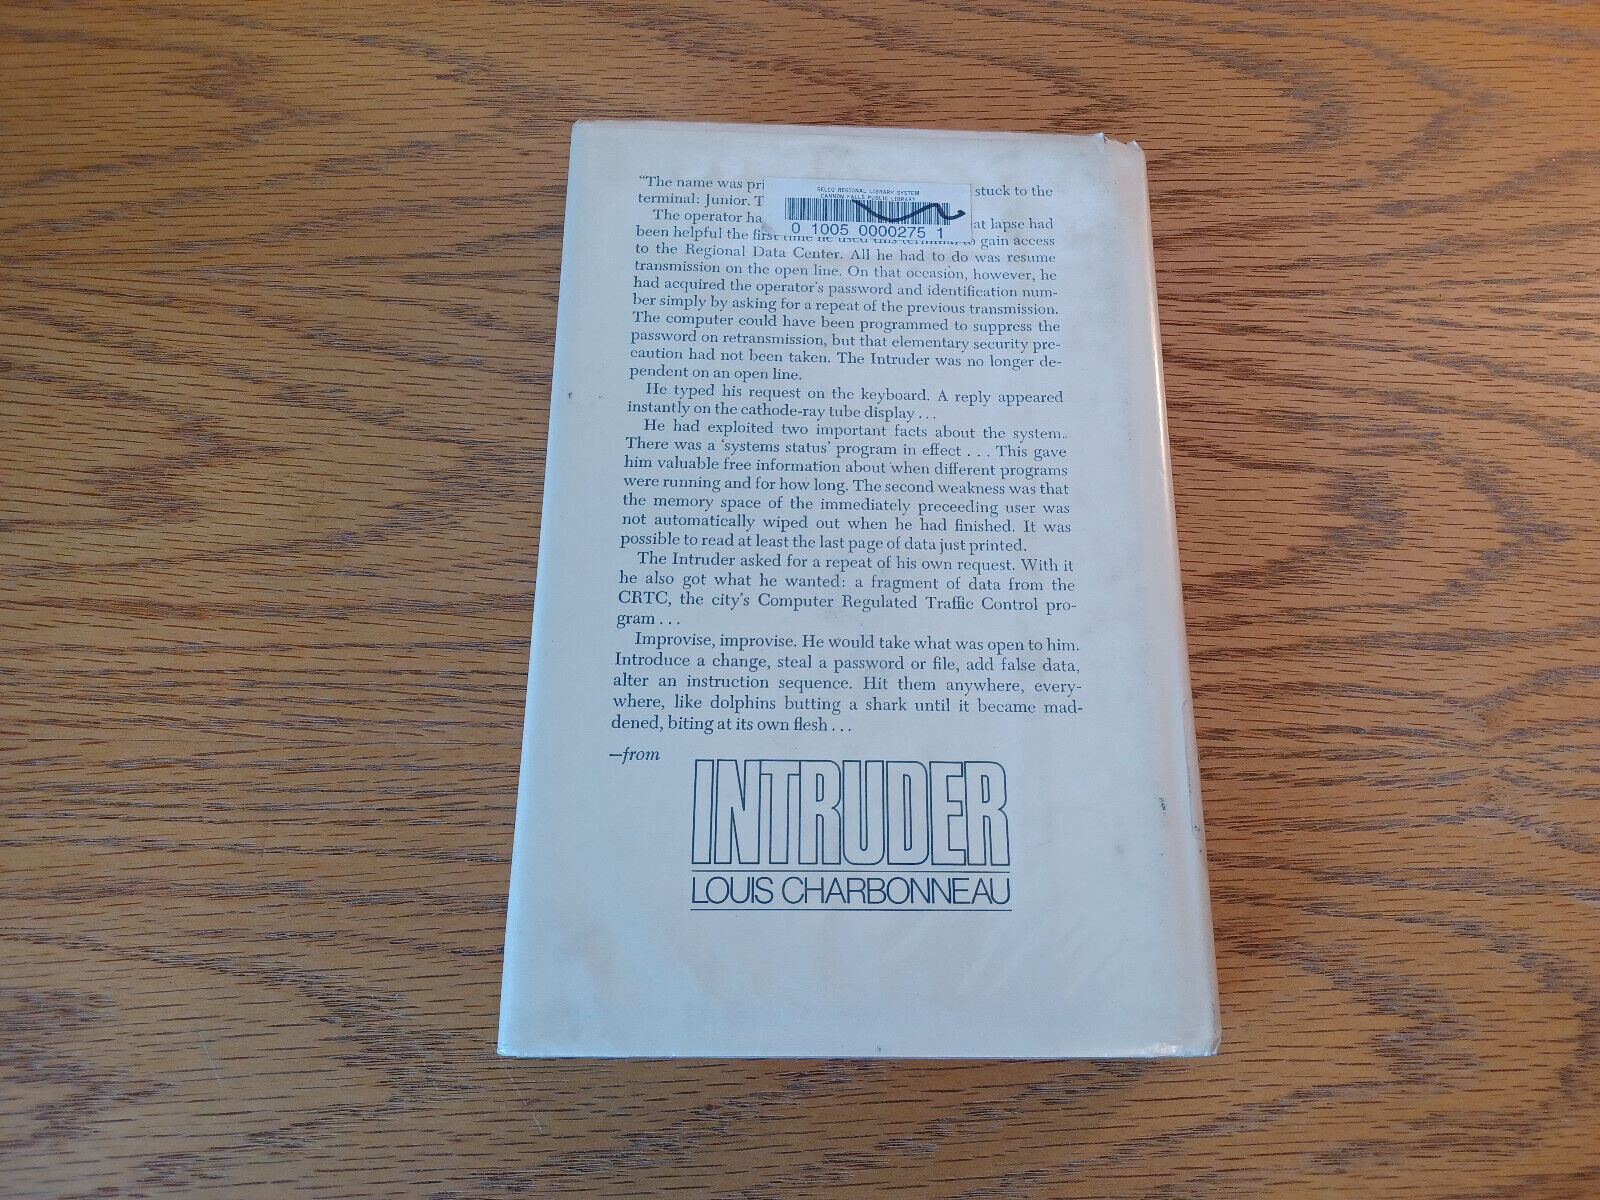 "The name was pri
SELCO REGIONAL LIBRARY SYSTEM
CANNON FALLS PUBLIC LIBRARY
0 1005 0000275 1
stuck to the
terminal: Junior. T
The operator ha at lapse had
been helpful the first time he used this terminal to gain access
to the Regional Data Center. All he had to do was resume
transmission on the open line. On that occasion, however, he
had acquired the operator's password and identification num-
ber simply by asking for a repeat of the previous transmission.
The computer could have been programmed to suppress the
password on retransmission, but that elementary security pre-
caution had not been taken. The Intruder was no longer de-
pendent on an open line.
He typed his request on the keyboard. A reply appeared
instantly on the cathode-ray tube display . . .
He had exploited two important facts about the system.
There was a 'systems status' program in effect . . . This gave
him valuable free information about when different programs
were running and for how long. The second weakness was that
the memory space of the immediately preceeding user was
not automatically wiped out when he had finished. It was
possible to read at least the last page of data just printed.
The Intruder asked for a repeat of his own request. With it
he also got what he wanted: a fragment of data from the
CRTC, the city's Computer Regulated Traffic Control pro-
gram . . .
Improvise, improvise. He would take what was open to him.
Introduce a change, steal a password or file, add false data,
alter an instruction sequence. Hit them anywhere, every-
where, like dolphins butting a shark until it became mad-
dened, biting at its own flesh . . .
—from
INTRUDER
LOUIS CHARBONNEAU